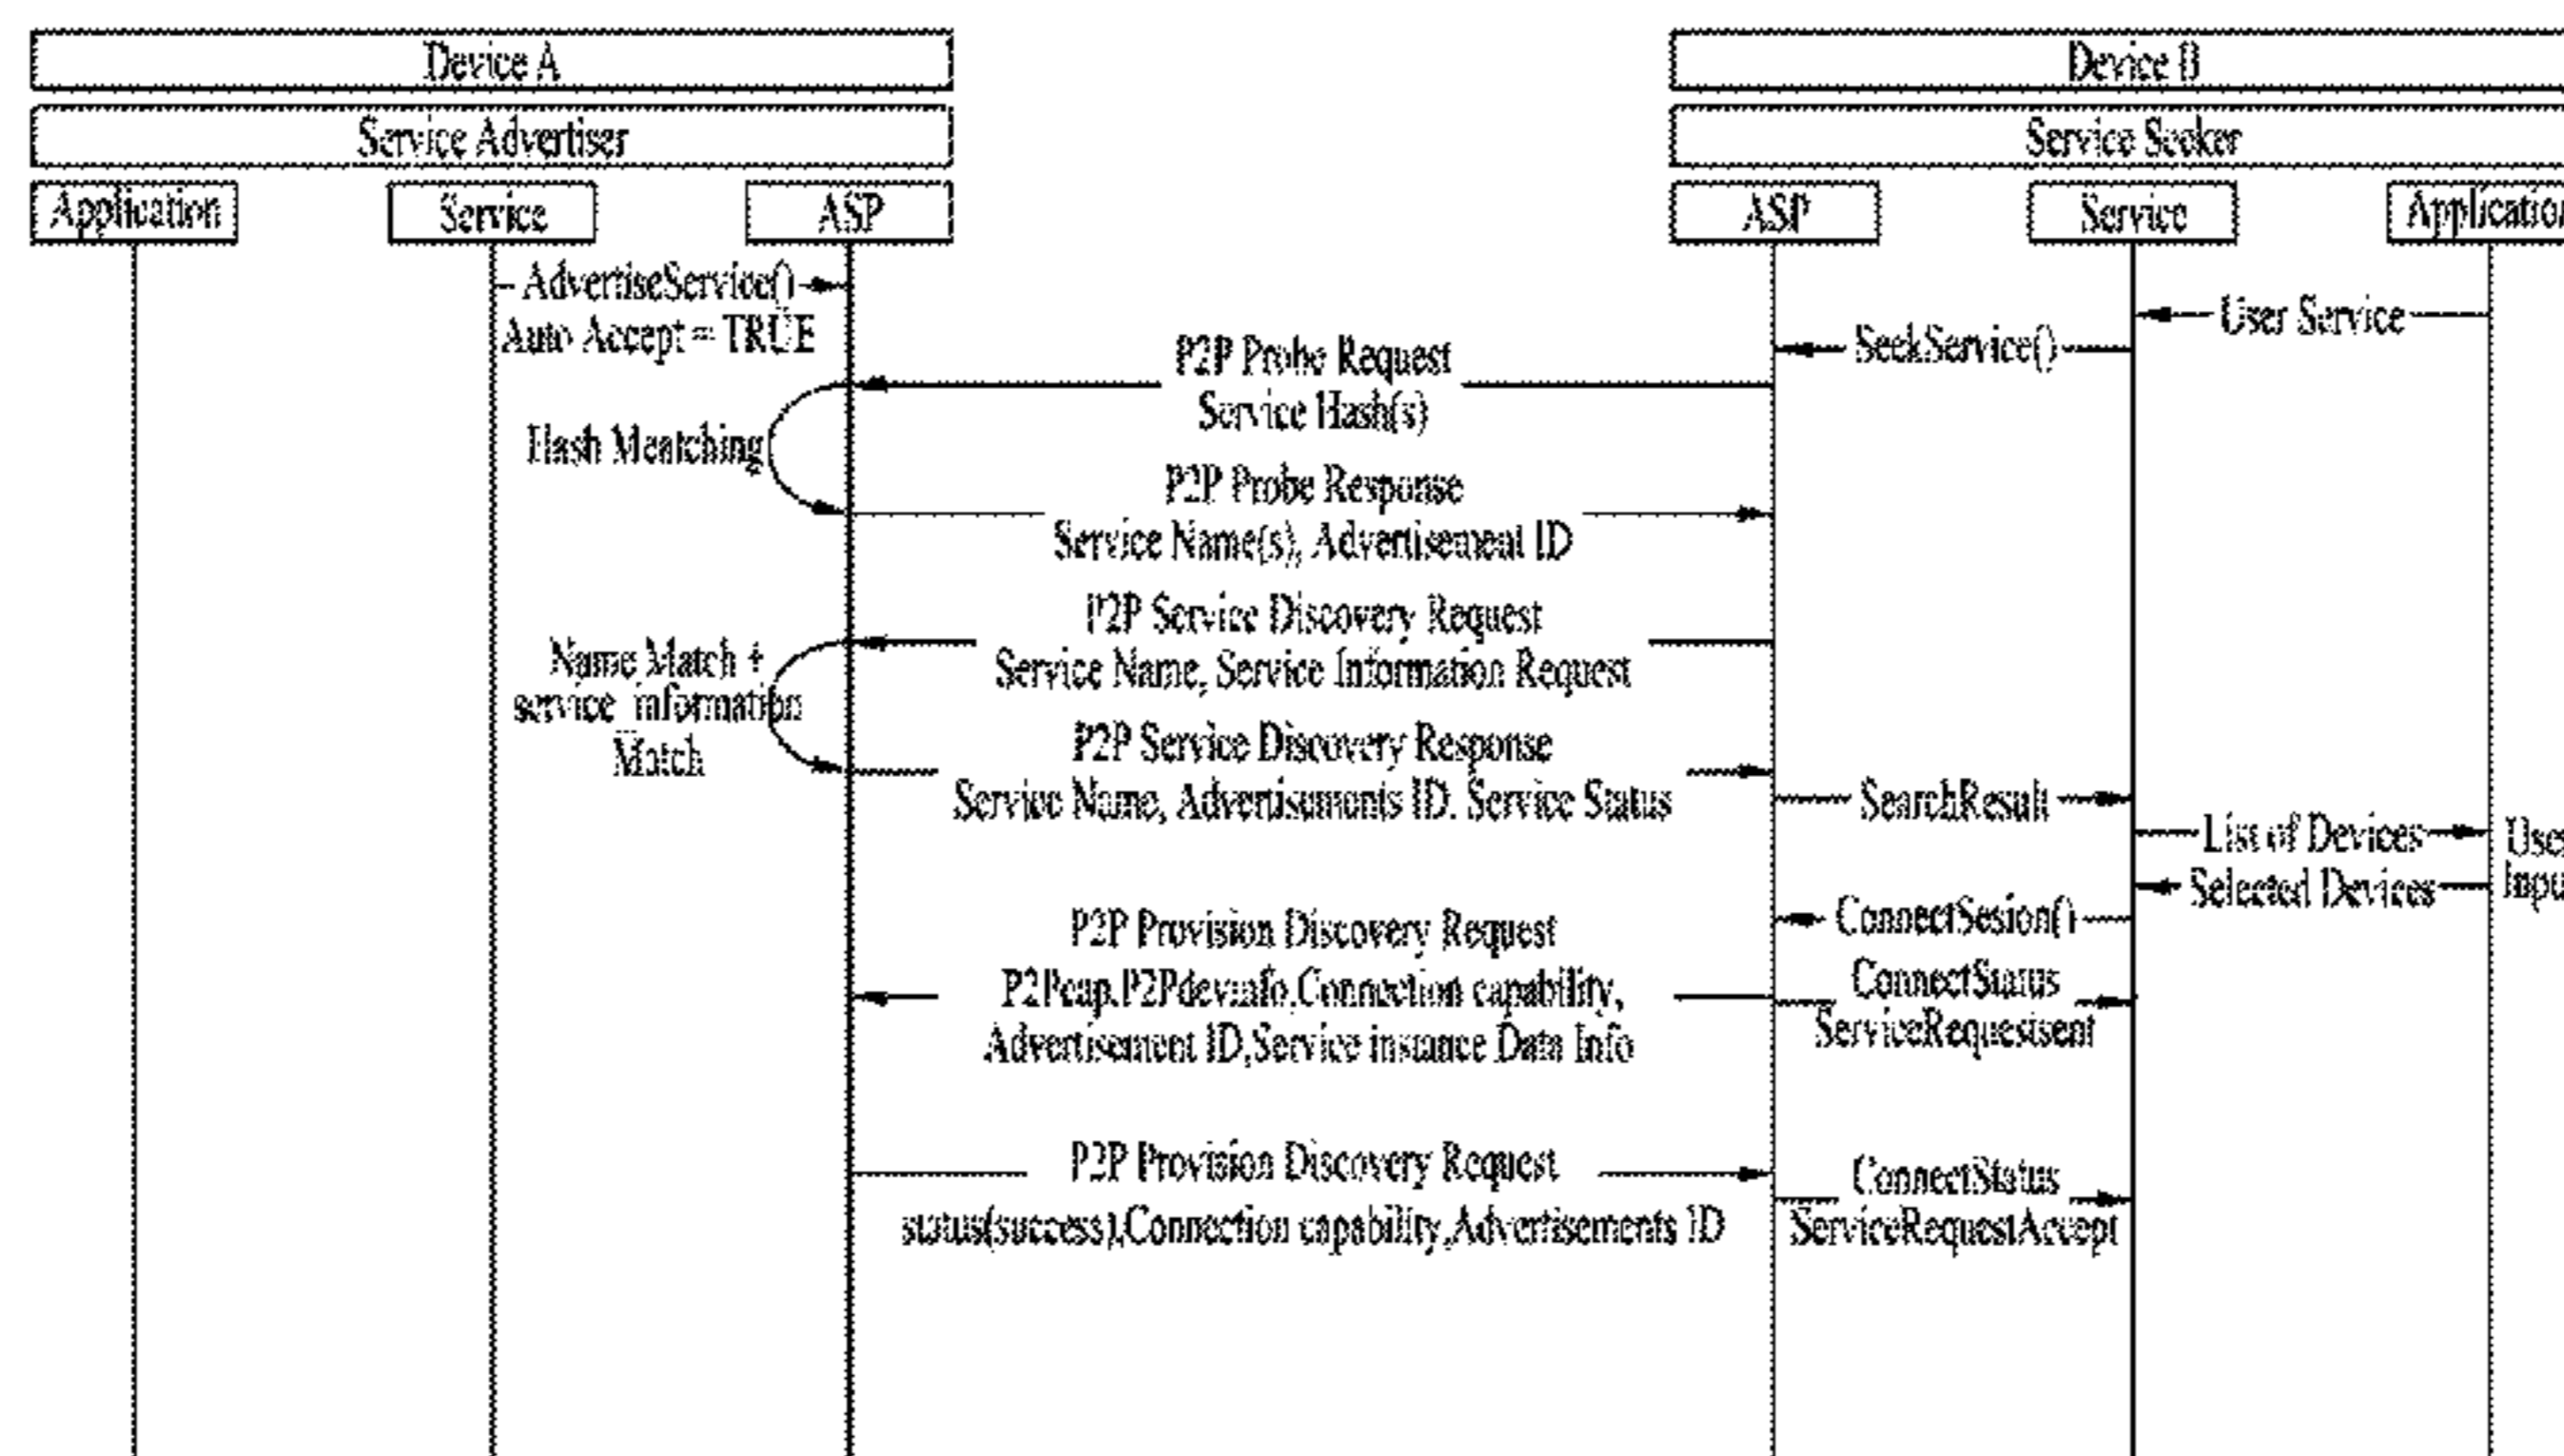 Device A
Device B
Service Advertiser
Service Seeker
Application
Service
ASP
ASP
Service
Application
AdvertiseService()
Auto Accept = TRUE
User Service
SeekService()
P2P Probe Request
Service Hash(s)
Hash Meatching
P2P Probe Response
Service Name(s), Advertisement ID
P2P Service Discovery Request
Service Name, Service Information Request
Name Match +
service_information
Match
P2P Service Discovery Response
Service Name, Advertisements ID. Service Status
SearchResult
List of Devices
Selected Devices
ConnectSesion()
P2P Provision Discovery Request
P2Pcap,P2Pdevinfo,Connection capability,
Advertisement ID,Service instance Data Info
ConnectStatus
ServiceRequestsent
P2P Provision Discovery Request
status(success),Connection capability,Advertisements ID
ConnectStatus
ServiceRequestAccept